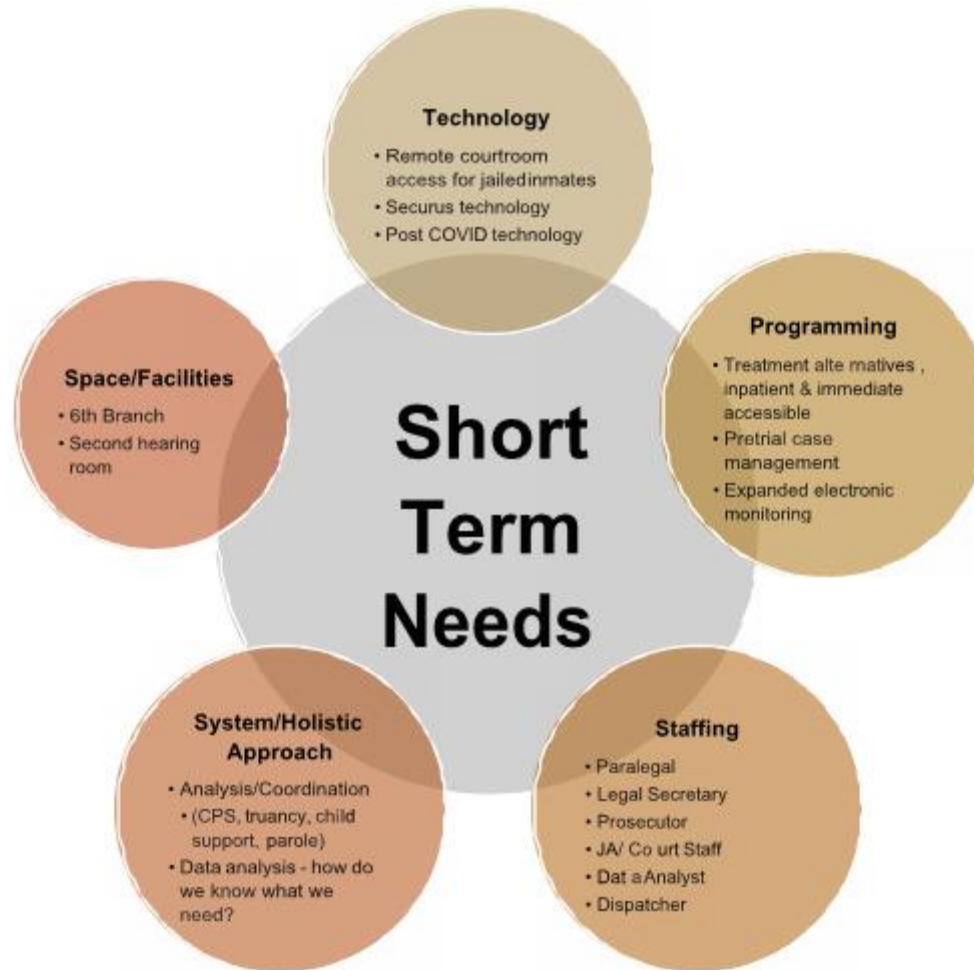 Technology
• Remote courtroom
access for jailedinmates
• Securus technology
• Post COVID technology
Programming
• Treatment alte matives ,
inpatient & immediate
accessible
• Pretrial case
management
• Expanded electronic
monitoring
Space/Facilities
• 6th Branch
• Second hearing
room
Short
Term
Needs
System/Holistic
Approach
• Analysis/Coordination
• (CPS, truancy, child
support, parole)
• Data analysis - how do
we know what we
need?
Staffing
• Paralegal
• Legal Secretary
• Prosecutor
• JA/ Co urt Staff
• Dat a Analyst
• Dispatcher